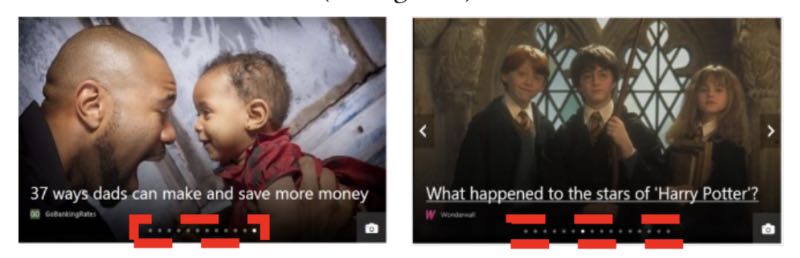 37 ways dads can make and save more money
GO GoBankingRates
What happened to the stars of 'Harry Potter'?
W Wonderwall